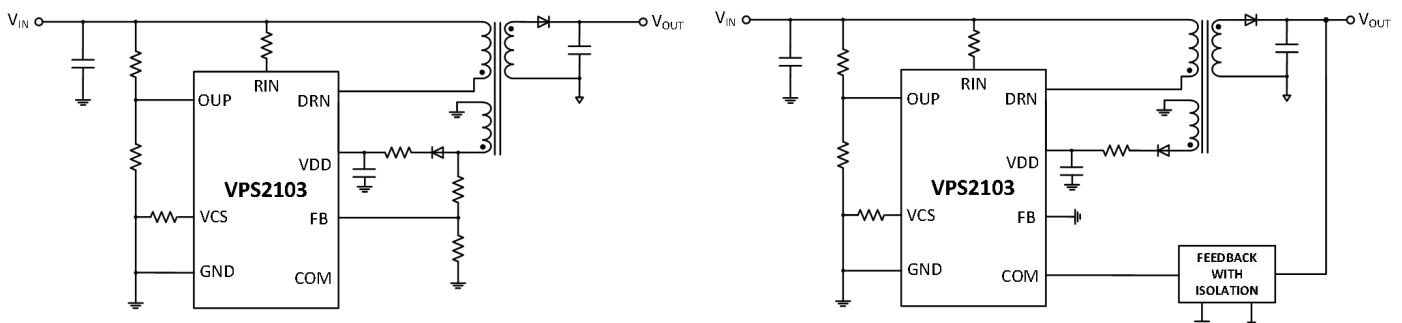 VIN
VOUT
RIN
OUP
DRN
VDD
VPS2103
VCS
FB
GND
COM
VIN
VOUT
RIN
OUP
DRN
VDD
VPS2103
VCS
FB
GND
COM
FEEDBACK
WITH
ISOLATION